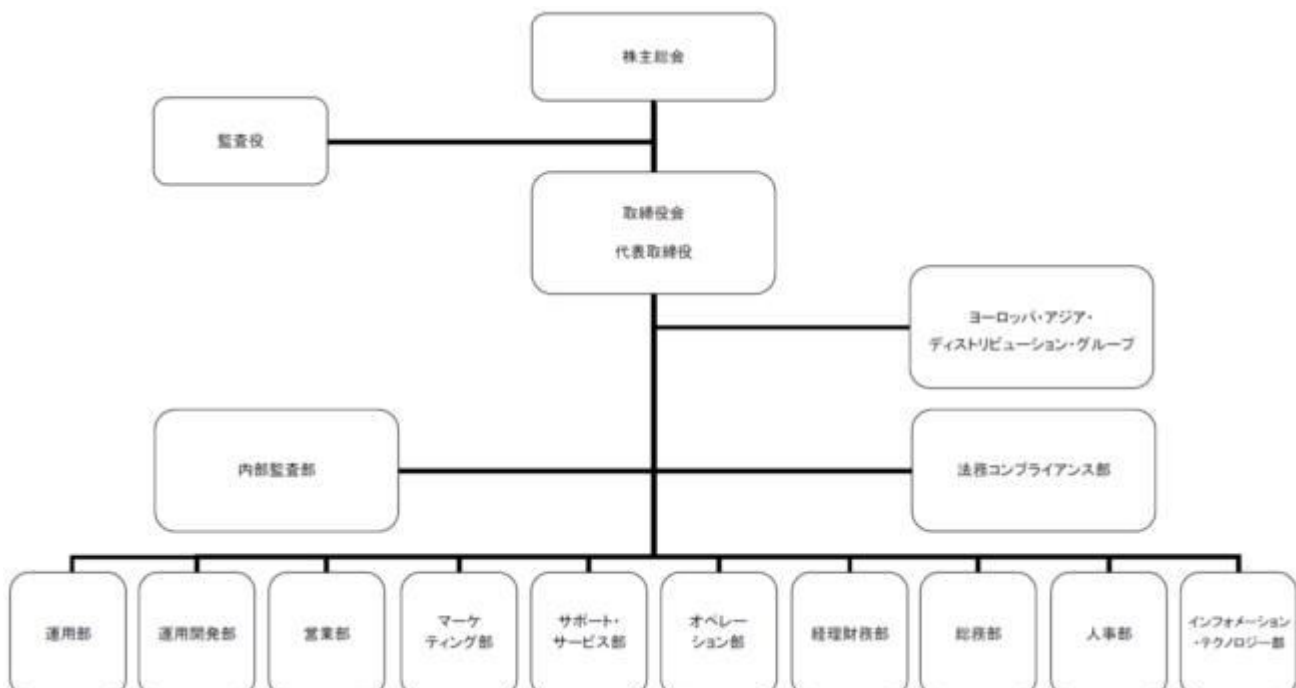 株主総会
監査役
取締役会
代表取締役
ヨーロッパ・アジア・
ディストリビューション・グループ
内部監査部
法務コンプライアンス部
運用部
運用開発部
営業部
マーケ
ティング部
サポート・
サービス部
オペレー
ション部
経理財務部
総務部
人事部
インフォメーション
・テクノロジー部